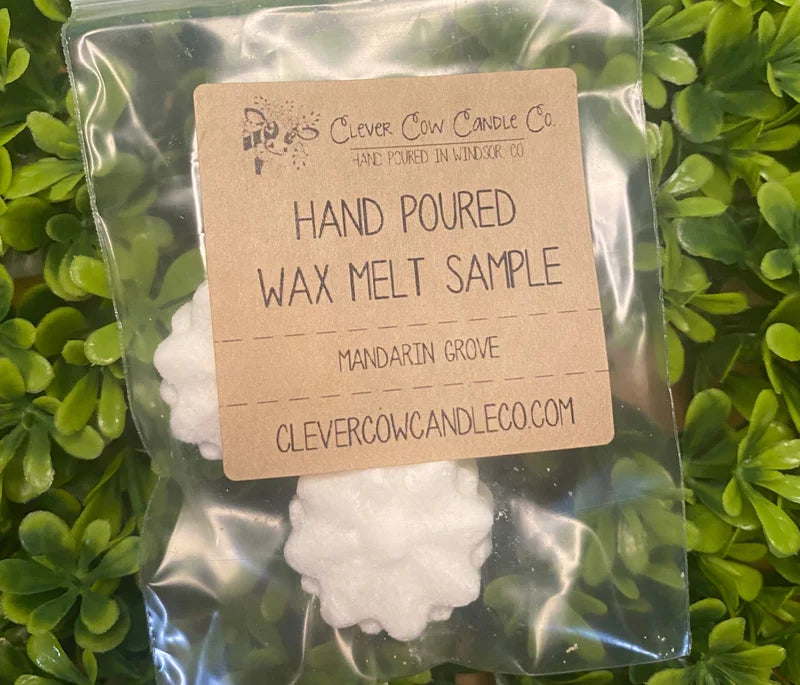 Clever Cow Candle Co.
HAND POURED IN WINDSOR, CO
HAND POURED
WAX MELT SAMPLE
MANDARIN GROVE
CLEVERCOWCANDLECO.COM